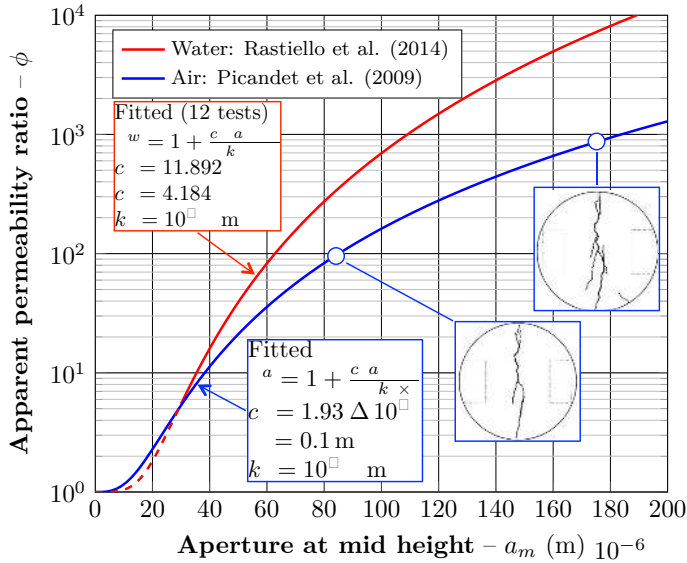 10^4
10^3
10^2
10^1
10^0
Apparent permeability ratio – ϕ
Water: Rastiello et al. (2014)
Air: Picandet et al. (2009)
Fitted (12 tests)
w = 1 + c a / k
c = 11.892
c = 4.184
k = 10^□ m
Fitted
a = 1 + c a / k ×
c = 1.93 Δ 10^□
= 0.1 m
k = 10^□ m
0 20 40 60 80 100 120 140 160 180 200
Aperture at mid height – a_m (m) 10^−6